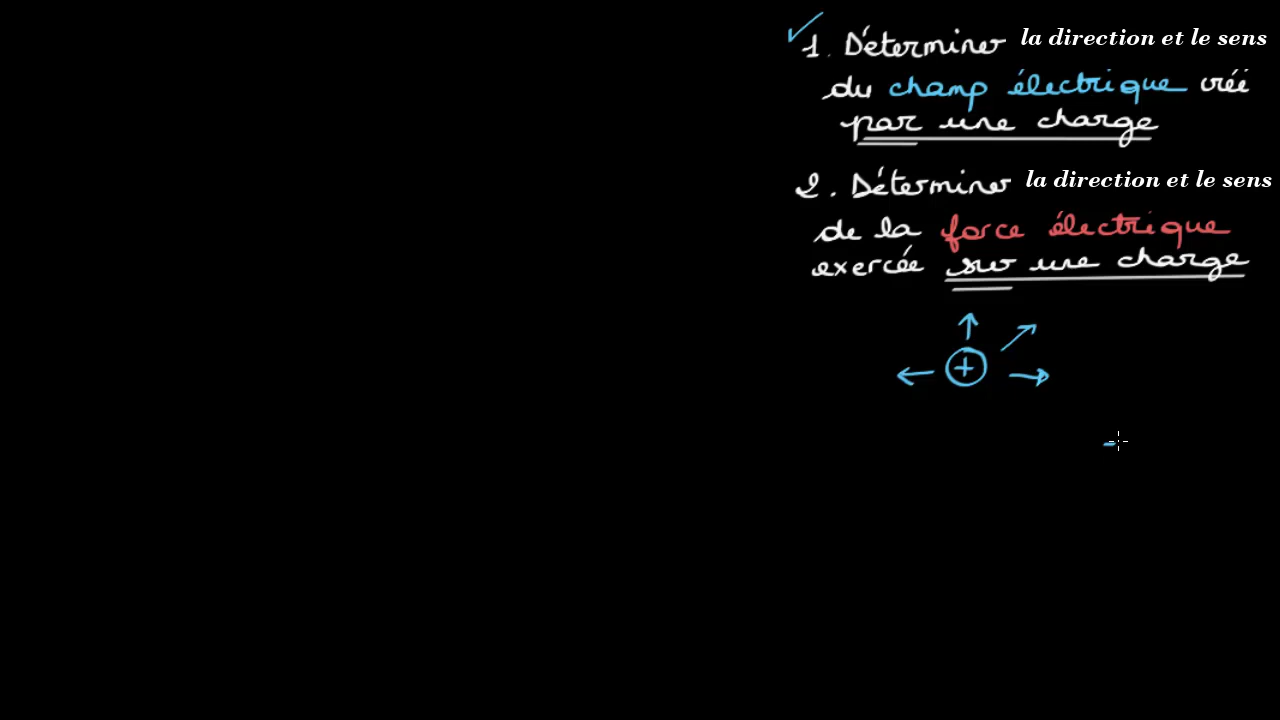 1. Déterminer la direction et le sens
du champ électrique créé
par une charge
2. Déterminer la direction et le sens
de la force électrique
exercée sur une charge
+